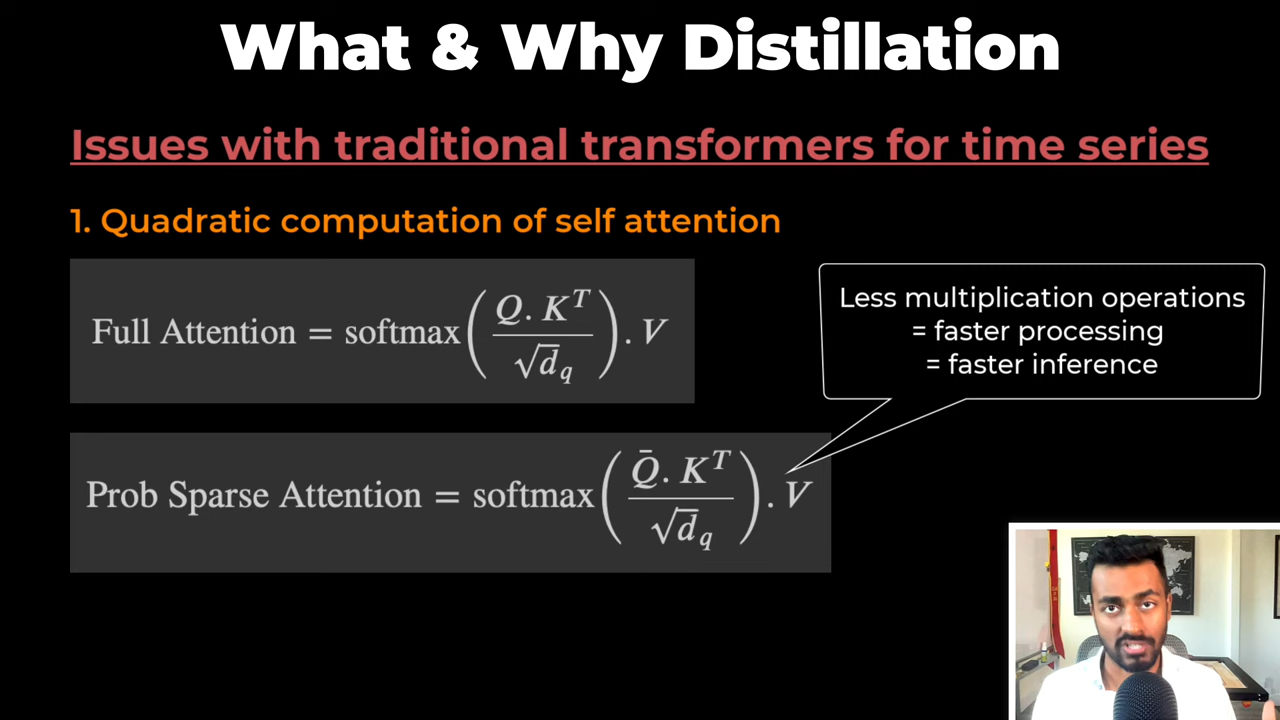 What & Why Distillation
Issues with traditional transformers for time series
1. Quadratic computation of self attention
Full Attention = softmax(Q. K^T / √d_q). V
Less multiplication operations
= faster processing
= faster inference
Prob Sparse Attention = softmax(Q̄. K^T / √d_q). V